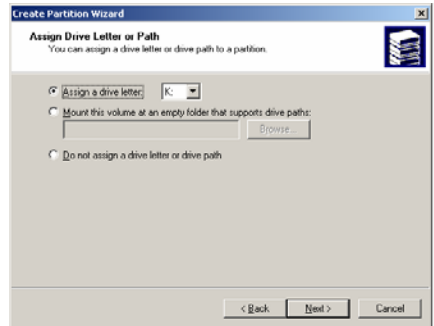 Create Partition Wizard
Assign Drive Letter or Path
You can assign a drive letter or drive path to a partition.
Assign a drive letter: K:
Mount this volume at an empty folder that supports drive paths:
Browse...
Do not assign a drive letter or drive path
< Back Next > Cancel